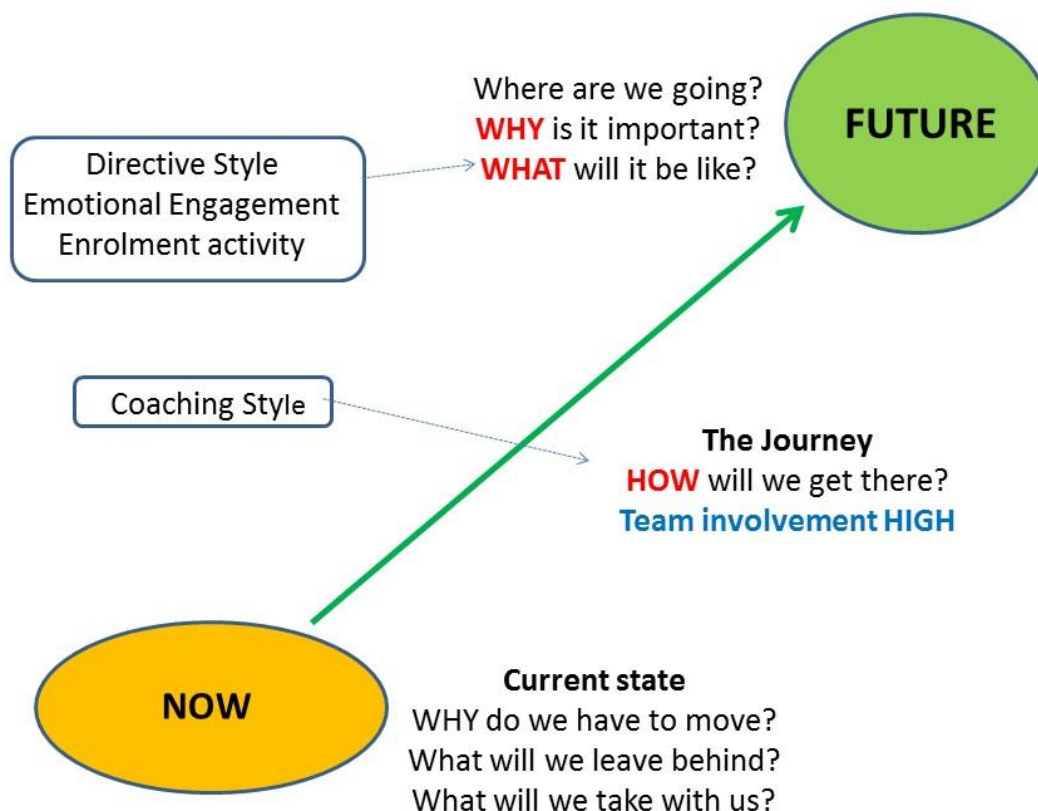 Where are we going?
WHY is it important?
WHAT will it be like?
FUTURE
Directive Style
Emotional Engagement
Enrolment activity
Coaching Style
The Journey
HOW will we get there?
Team involvement HIGH
NOW
Current state
WHY do we have to move?
What will we leave behind?
What will we take with us?